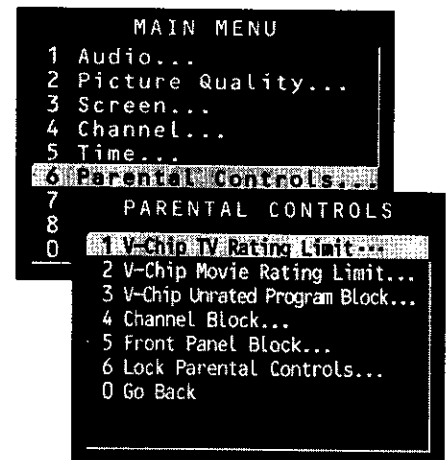 MAIN MENU
1 Audio...
2 Picture Quality...
3 Screen...
4 Channel...
5 Time...
6 Parental Controls...
7
8
0
PARENTAL CONTROLS
1 V-Chip TV Rating Limit...
2 V-Chip Movie Rating Limit...
3 V-Chip Unrated Program Block...
4 Channel Block...
5 Front Panel Block...
6 Lock Parental Controls...
0 Go Back